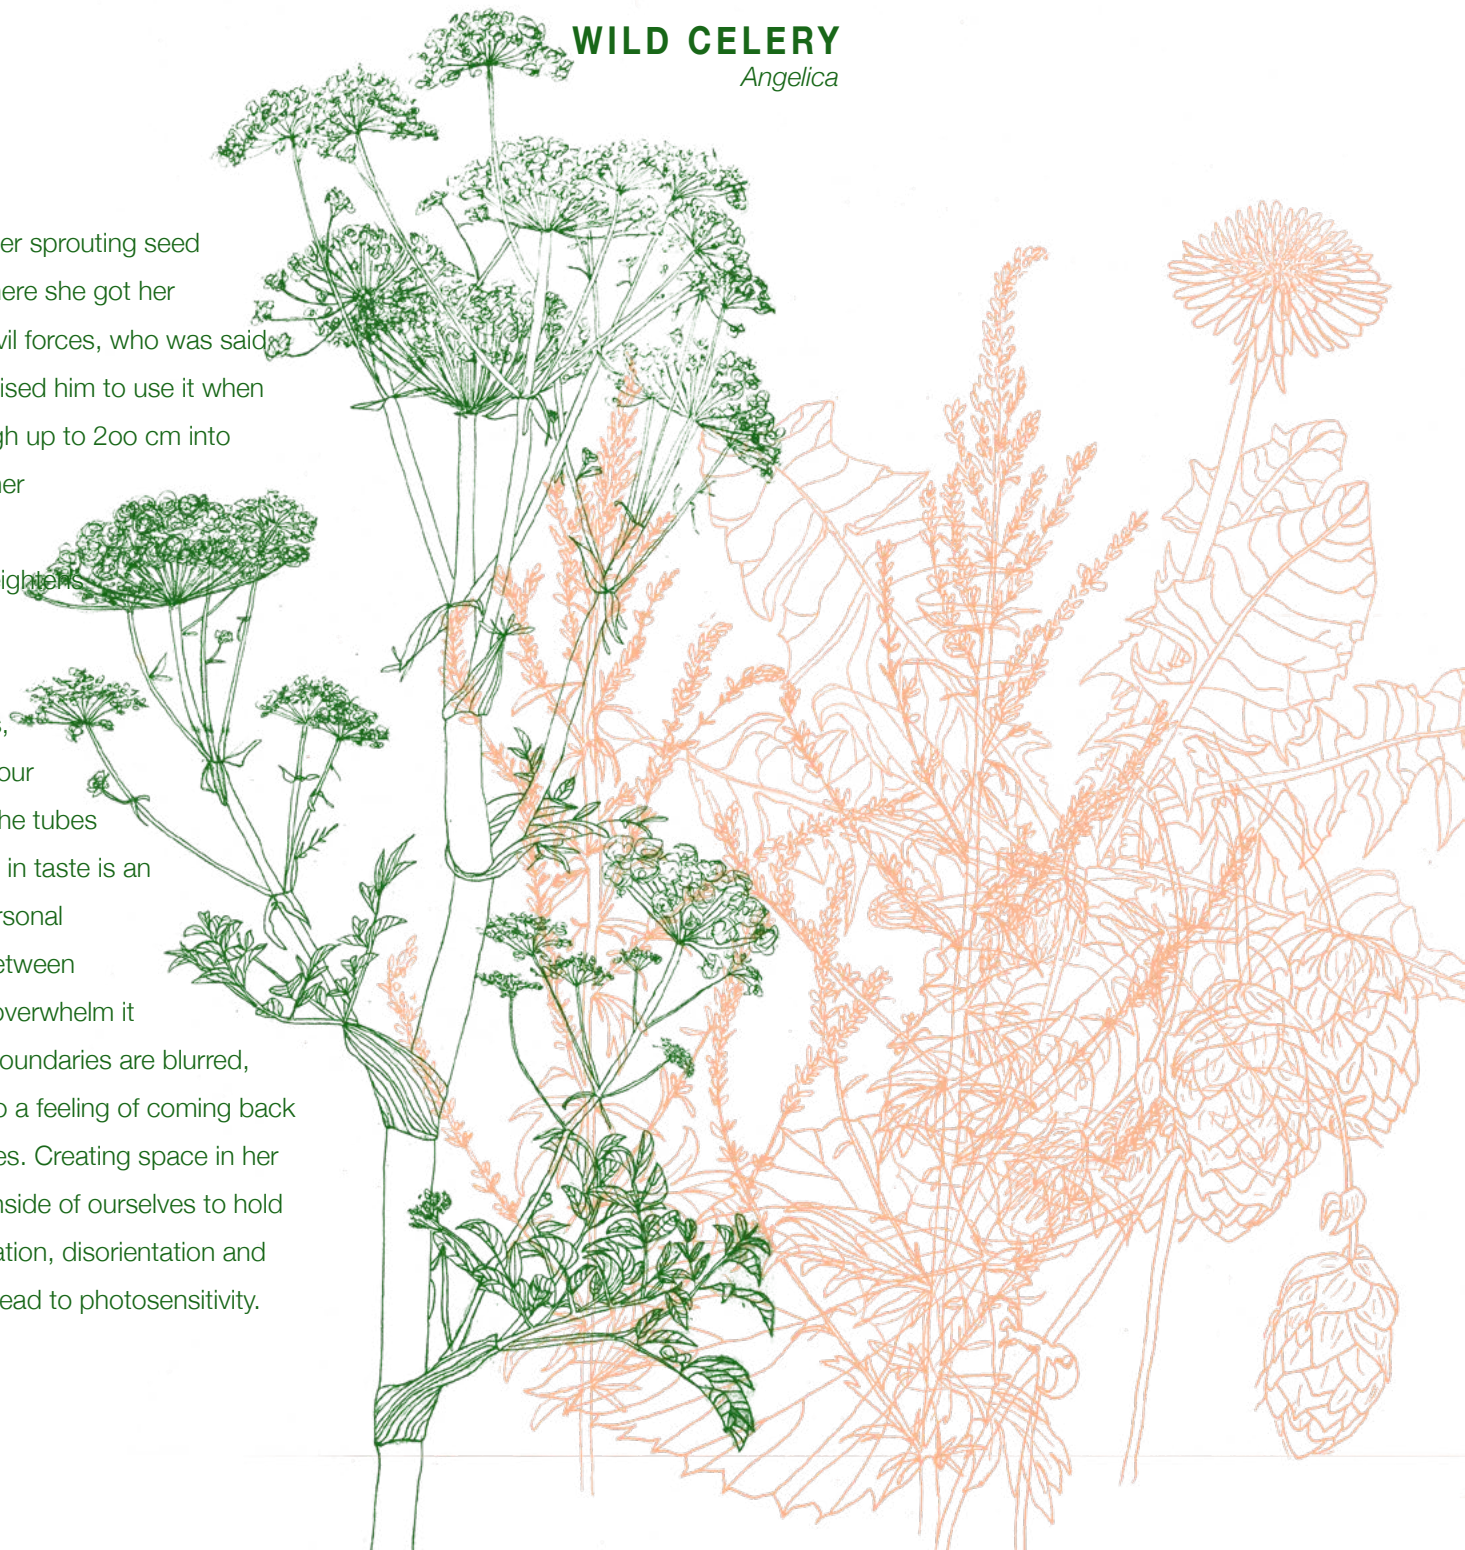 WILD CELERY
Angelica
er sprouting seed
ere she got her
vil forces, who was said
ised him to use it when
gh up to 2oo cm into
er
eightens
,
our
he tubes
in taste is an
rsonal
etween
overwhelm it
oundaries are blurred,
o a feeling of coming back
es. Creating space in her
nside of ourselves to hold
ation, disorientation and
ead to photosensitivity.